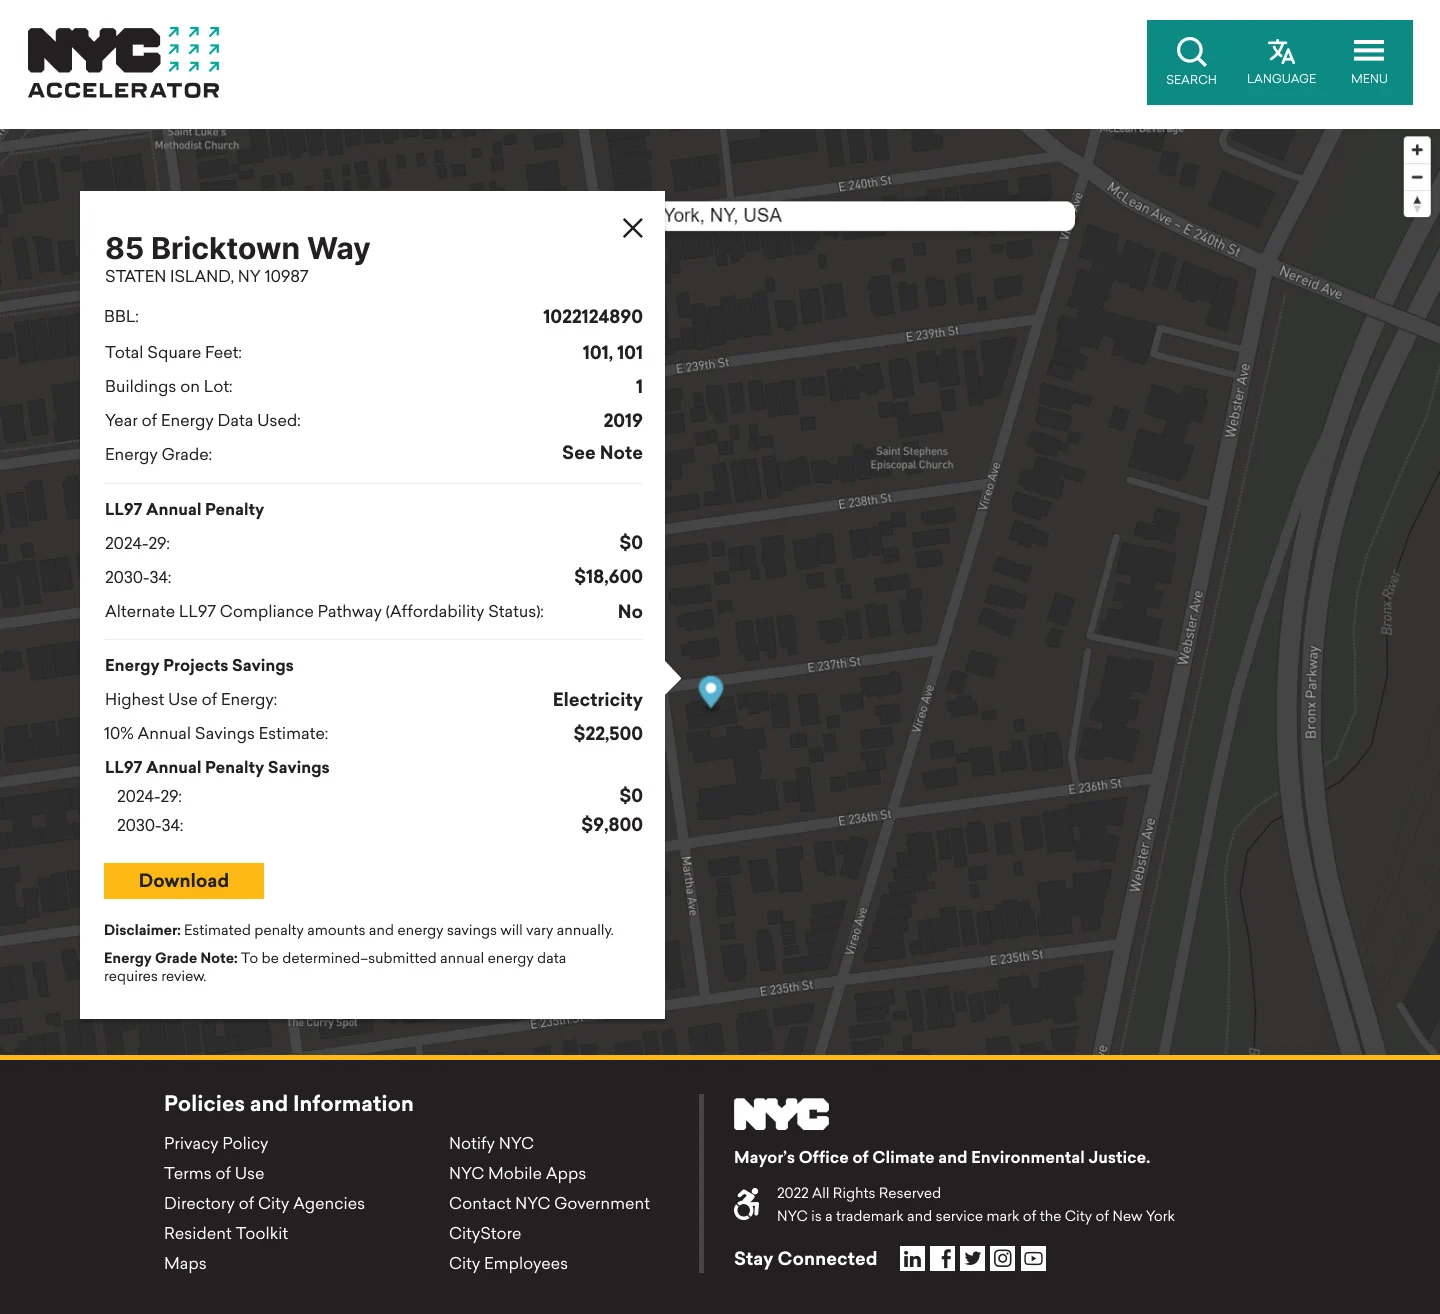 NYC
ACCELERATOR
SEARCH
LANGUAGE
MENU
Saint Luke's
Methodist Church
McLean Beverage
E 240th St
McLean Ave – E 240th St
Nereid Ave
York, NY, USA
85 Bricktown Way
STATEN ISLAND, NY 10987
BBL:
1022124890
Total Square Feet:
101, 101
Buildings on Lot:
1
Year of Energy Data Used:
2019
Energy Grade:
See Note
LL97 Annual Penalty
2024-29:
$0
2030-34:
$18,600
Alternate LL97 Compliance Pathway (Affordability Status):
No
Energy Projects Savings
Highest Use of Energy:
Electricity
10% Annual Savings Estimate:
$22,500
LL97 Annual Penalty Savings
2024-29:
$0
2030-34:
$9,800
Download
Disclaimer: Estimated penalty amounts and energy savings will vary annually.
Energy Grade Note: To be determined–submitted annual energy data
requires review.
E 239th St
E 239th St
Webster Ave
Saint Stephens
Episcopal Church
E 238th St
Vireo Ave
Webster Ave
Bronx River
E 237th St
Vireo Ave
Bronx Parkway
E 236th St
E 236th St
Webster Ave
Martha Ave
Vireo Ave
E 235th St
E 235th St
The Curry Spot
E 235th St
Policies and Information
Privacy Policy
Terms of Use
Directory of City Agencies
Resident Toolkit
Maps
Notify NYC
NYC Mobile Apps
Contact NYC Government
CityStore
City Employees
NYC
Mayor's Office of Climate and Environmental Justice.
2022 All Rights Reserved
NYC is a trademark and service mark of the City of New York
Stay Connected